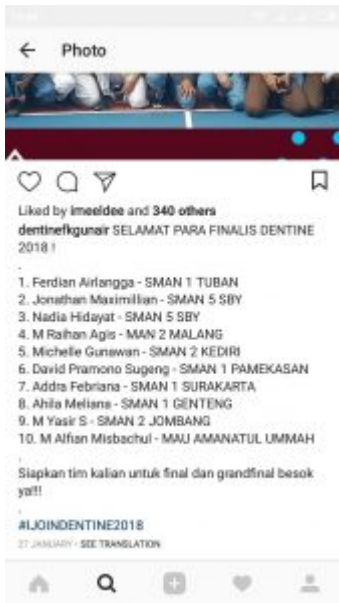 Photo
Liked by imeeldee and 340 others
dentinefkgunair SELAMAT PARA FINALIS DENTINE
2018 !
.
1. Ferdian Airlangga - SMAN 1 TUBAN
2. Jonathan Maximillian - SMAN 5 SBY
3. Nadia Hidayat - SMAN 5 SBY
4. M Raihan Agis - MAN 2 MALANG
5. Michelle Gunawan - SMAN 2 KEDIRI
6. David Pramono Sugeng - SMAN 1 PAMEKASAN
7. Addra Febriana - SMAN 1 SURAKARTA
8. Ahila Meliana - SMAN 1 GENTENG
9. M Yasir S - SMAN 2 JOMBANG
10. M Alfian Misbachul - MAU AMANATUL UMMAH
.
Siapkan tim kalian untuk final dan grandfinal besok
ya!!!
.
#IJOINDENTINE2018
27 JANUARY · SEE TRANSLATION